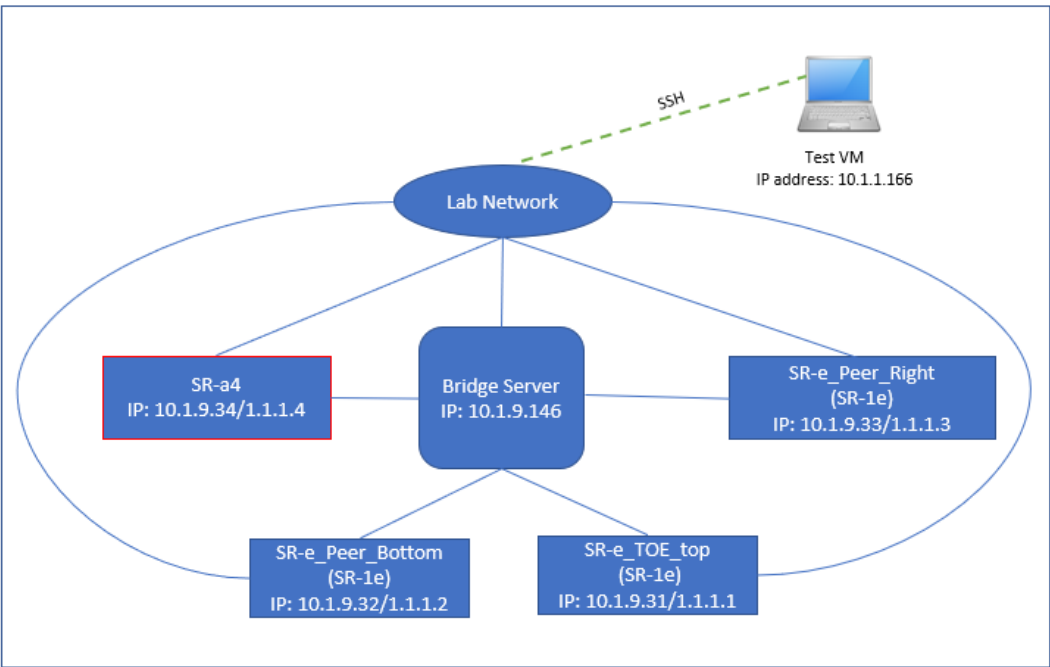 SSH
Test VM
IP address: 10.1.1.166
Lab Network
SR-a4
IP: 10.1.9.34/1.1.1.4
Bridge Server
IP: 10.1.9.146
SR-e_Peer_Right
(SR-1e)
IP: 10.1.9.33/1.1.1.3
SR-e_Peer_Bottom
(SR-1e)
IP: 10.1.9.32/1.1.1.2
SR-e_TOE_top
(SR-1e)
IP: 10.1.9.31/1.1.1.1